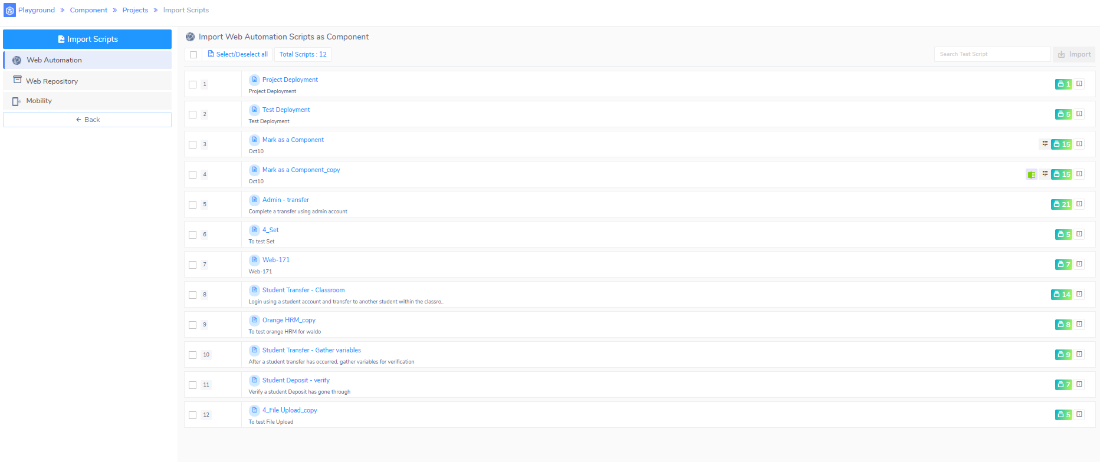 Playground » Component » Projects » Import Scripts
Import Scripts
Web Automation
Web Repository
Mobility
← Back
Import Web Automation Scripts as Component
Select/Deselect all
Total Scripts : 12
Search Test Script
Import
1
Project Deployment
Project Deployment
1
2
Test Deployment
Test Deployment
5
3
Mark as a Component
Oct10
15
4
Mark as a Component_copy
Oct10
15
5
Admin - transfer
Complete a transfer using admin account
21
6
4_Set
To test Set
5
7
Web-171
Web-171
7
8
Student Transfer - Classroom
Login using a student account and transfer to another student within the classro..
14
9
Orange HRM_copy
To test orange HRM for waldo
8
10
Student Transfer - Gather variables
After a student transfer has occurred, gather variables for verification
11
Student Deposit - verify
Verify a student Deposit has gone through
7
12
4_File Upload_copy
To test File Upload
5